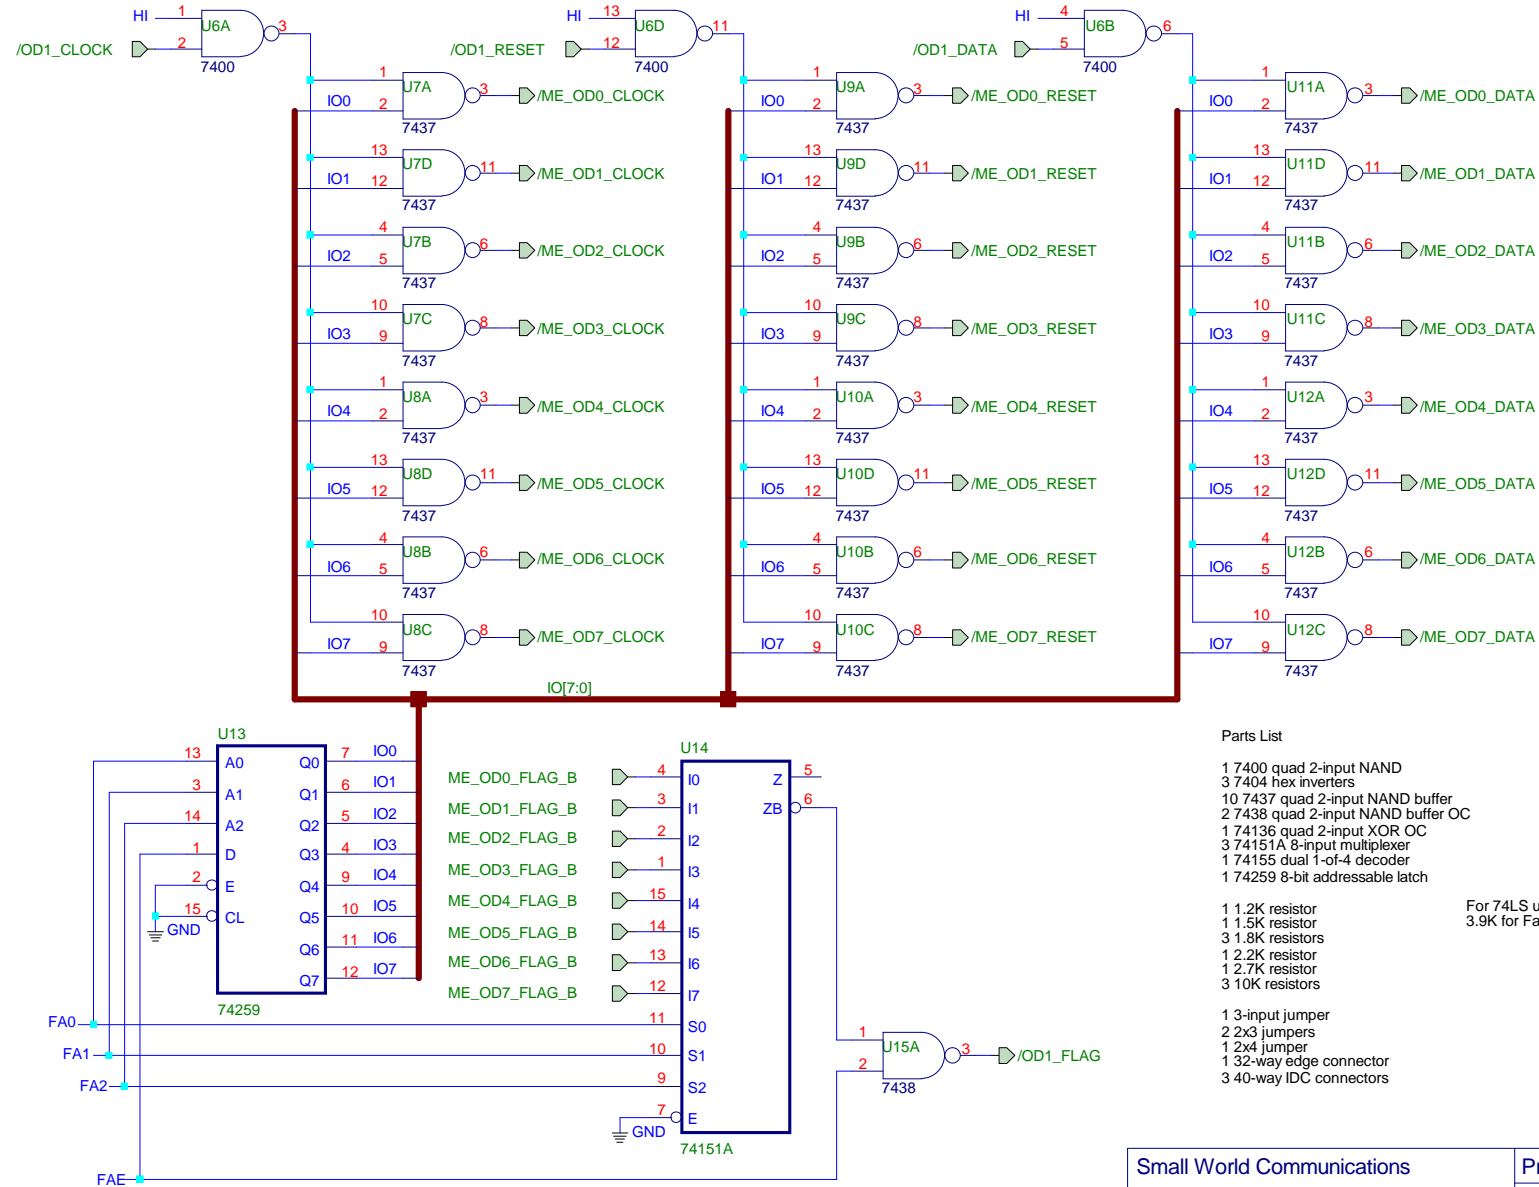 HI 1 U6A 3
/OD1_CLOCK 2
7400
HI 13 U6D 11
/OD1_RESET 12
7400
HI 4 U6B 6
/OD1_DATA 5
7400
1 U7A 3 /ME_OD0_CLOCK
IO0 2
7437
13 U7D 11 /ME_OD1_CLOCK
IO1 12
7437
4 U7B 6 /ME_OD2_CLOCK
IO2 5
7437
10 U7C 8 /ME_OD3_CLOCK
IO3 9
7437
1 U8A 3 /ME_OD4_CLOCK
IO4 2
7437
13 U8D 11 /ME_OD5_CLOCK
IO5 12
7437
4 U8B 6 /ME_OD6_CLOCK
IO6 5
7437
10 U8C 8 /ME_OD7_CLOCK
IO7 9
7437
1 U9A 3 /ME_OD0_RESET
IO0 2
7437
13 U9D 11 /ME_OD1_RESET
IO1 12
7437
4 U9B 6 /ME_OD2_RESET
IO2 5
7437
10 U9C 8 /ME_OD3_RESET
IO3 9
7437
1 U10A 3 /ME_OD4_RESET
IO4 2
7437
13 U10D 11 /ME_OD5_RESET
IO5 12
7437
4 U10B 6 /ME_OD6_RESET
IO6 5
7437
10 U10C 8 /ME_OD7_RESET
IO7 9
7437
1 U11A 3 /ME_OD0_DATA
IO0 2
7437
13 U11D 11 /ME_OD1_DATA
IO1 12
7437
4 U11B 6 /ME_OD2_DATA
IO2 5
7437
10 U11C 8 /ME_OD3_DATA
IO3 9
7437
1 U12A 3 /ME_OD4_DATA
IO4 2
7437
13 U12D 11 /ME_OD5_DATA
IO5 12
7437
4 U12B 6 /ME_OD6_DATA
IO6 5
7437
10 U12C 8 /ME_OD7_DATA
IO7 9
7437
IO[7:0]
U13
13 A0 Q0 7 IO0
3 A1 Q1 6 IO1
14 A2 Q2 5 IO2
1 D Q3 4 IO3
2 E Q4 9 IO4
15 CL Q5 10 IO5
GND
Q6 11 IO6
Q7 12 IO7
74259
FA0
FA1
FA2
FAE
U14
ME_OD0_FLAG_B 4 I0 Z 5
ME_OD1_FLAG_B 3 I1 ZB 6
ME_OD2_FLAG_B 2 I2
ME_OD3_FLAG_B 1 I3
ME_OD4_FLAG_B 15 I4
ME_OD5_FLAG_B 14 I5
ME_OD6_FLAG_B 13 I6
ME_OD7_FLAG_B 12 I7
11 S0
10 S1
9 S2
7 E
GND
74151A
1 U15A 3 /OD1_FLAG
2
7438
Parts List
1 7400 quad 2-input NAND
3 7404 hex inverters
10 7437 quad 2-input NAND buffer
2 7438 quad 2-input NAND buffer OC
1 74136 quad 2-input XOR OC
3 74151A 8-input multiplexer
1 74155 dual 1-of-4 decoder
1 74259 8-bit addressable latch
1 1.2K resistor
1 1.5K resistor
3 1.8K resistors
1 2.2K resistor
1 2.7K resistor
3 10K resistors
For 74LS u
3.9K for Fa
1 3-input jumper
2 2x3 jumpers
1 2x4 jumper
1 32-way edge connector
3 40-way IDC connectors
Small World Communications